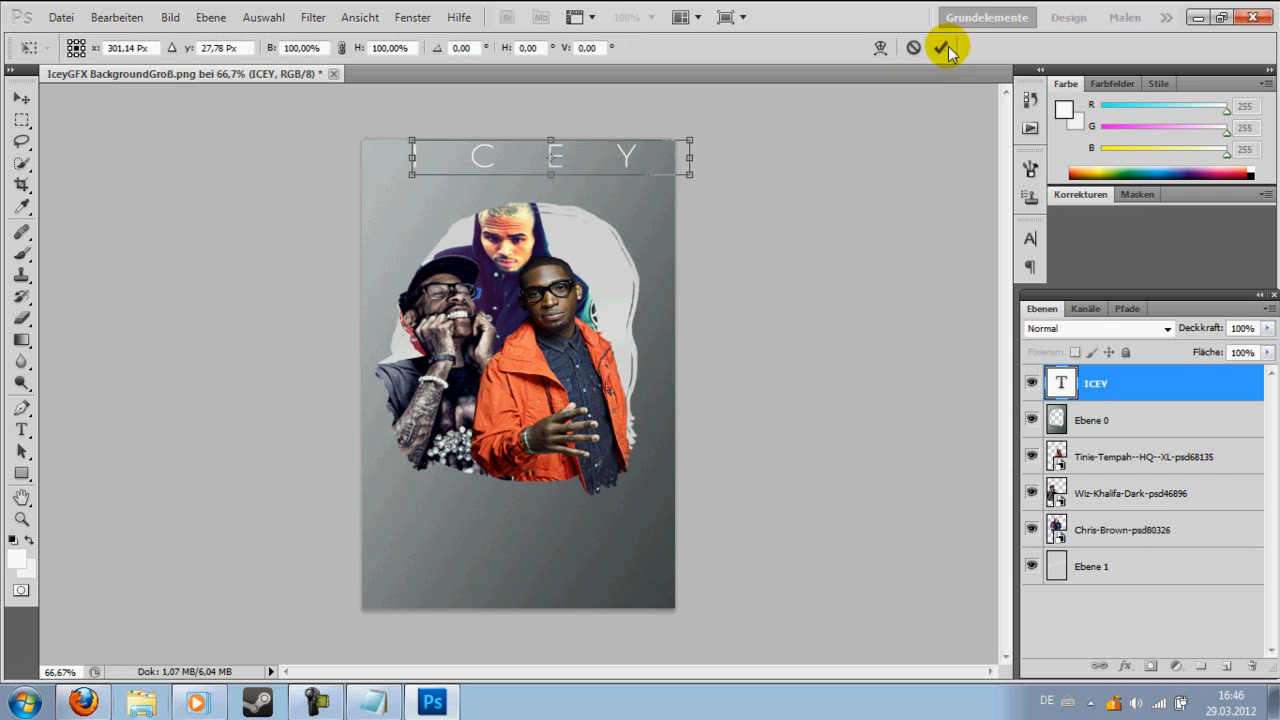 Ps Datei Bearbeiten Bild Ebene Auswahl Filter Ansicht Fenster Hilfe Br Mb 100% Grundelemente Design Malen
x: 301,14 Px Δ y: 27,78 Px B: 100,00% H: 100,00% 0,00 ° H: 0,00 ° V: 0,00 °
IceyGFX BackgroundGroß.png bei 66,7% (ICEY, RGB/8) *
Farbe Farbfelder Stile
R 255
G 255
B 255
I C E Y
Korrekturen Masken
Ebenen Kanäle Pfade
Normal Deckkraft: 100%
Fixieren: Fläche: 100%
T ICEY
Ebene 0
Tinie-Tempah--HQ--XL-psd68135
Wiz-Khalifa-Dark-psd46896
Chris-Brown-psd80326
Ebene 1
66,67% Dok: 1,07 MB/6,04 MB
Ps DE 16:46
29.03.2012